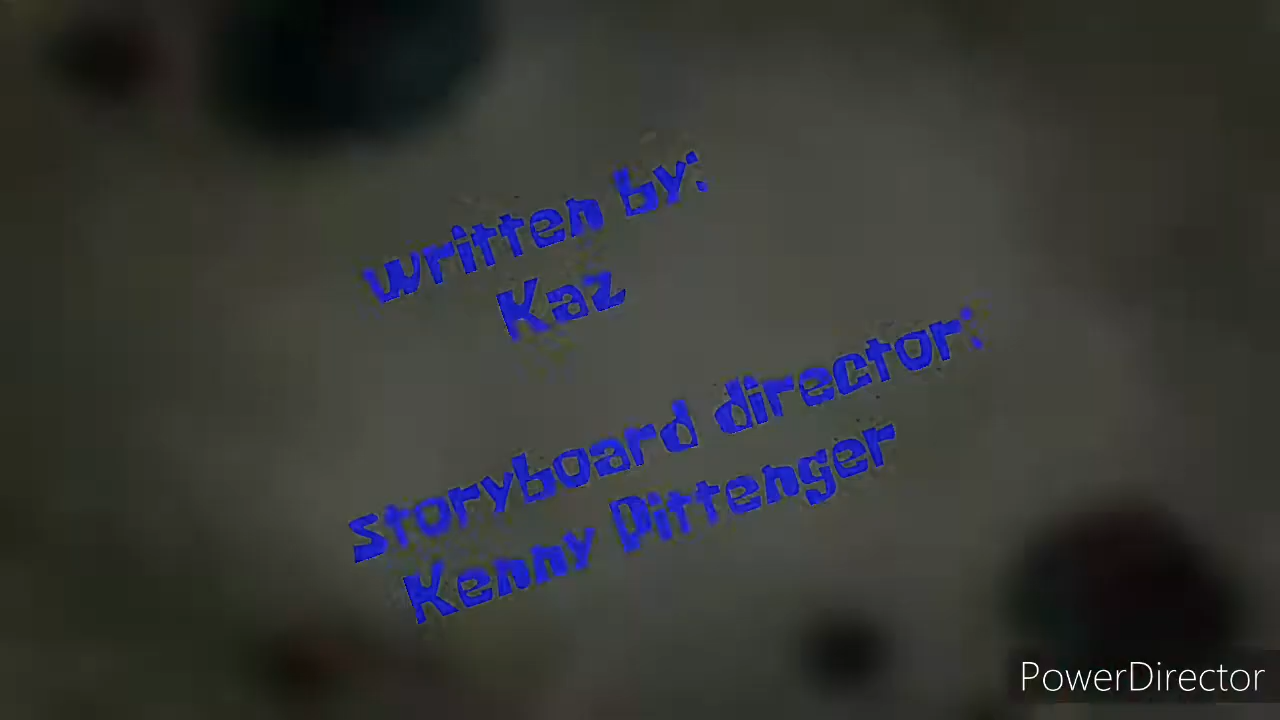 written by:
Kaz
storyboard director:
Kenny Pittenger
PowerDirector